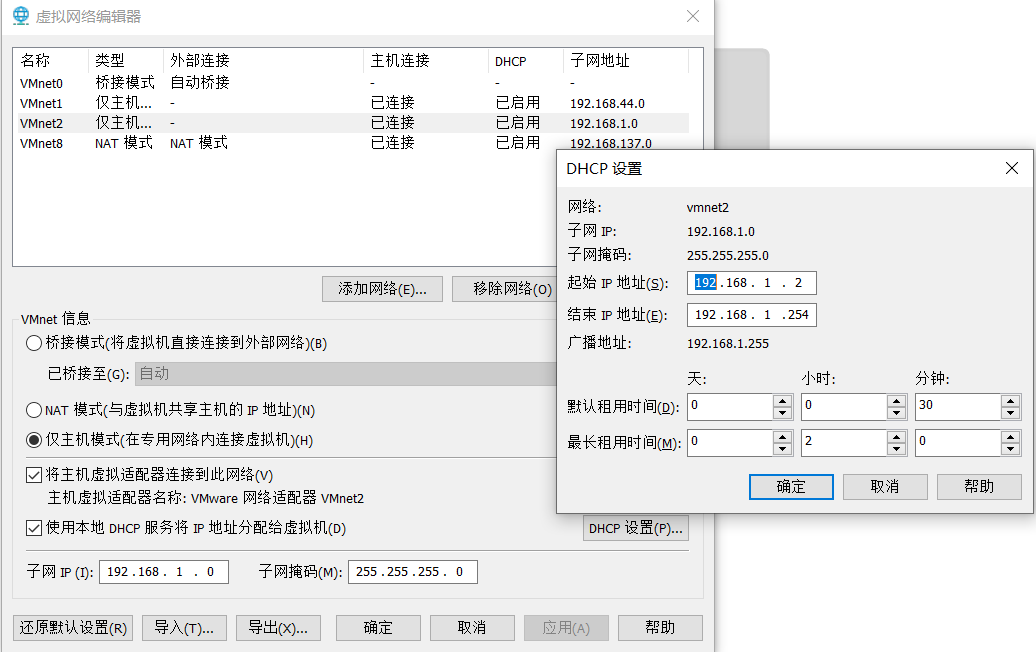 虚拟网络编辑器
名称 类型 外部连接 主机连接 DHCP 子网地址
VMnet0 桥接模式 自动桥接 - - -
VMnet1 仅主机... - 已连接 已启用 192.168.44.0
VMnet2 仅主机... - 已连接 已启用 192.168.1.0
VMnet8 NAT 模式 NAT 模式 已连接 已启用 192.168.137.0
添加网络(E)... 移除网络(O)
VMnet 信息
桥接模式(将虚拟机直接连接到外部网络)(B)
已桥接至(G): 自动
NAT 模式(与虚拟机共享主机的 IP 地址)(N)
仅主机模式(在专用网络内连接虚拟机)(H)
将主机虚拟适配器连接到此网络(V)
主机虚拟适配器名称: VMware 网络适配器 VMnet2
使用本地 DHCP 服务将 IP 地址分配给虚拟机(D) DHCP 设置(P)...
子网 IP (I): 192.168. 1 . 0 子网掩码(M): 255.255.255. 0
还原默认设置(R) 导入(T)... 导出(X)... 确定 取消 应用(A) 帮助
DHCP 设置
网络: vmnet2
子网 IP: 192.168.1.0
子网掩码: 255.255.255.0
起始 IP 地址(S): 192.168. 1 . 2
结束 IP 地址(E): 192.168. 1 .254
广播地址: 192.168.1.255
天: 小时: 分钟:
默认租用时间(D): 0 0 30
最长租用时间(M): 0 2 0
确定 取消 帮助